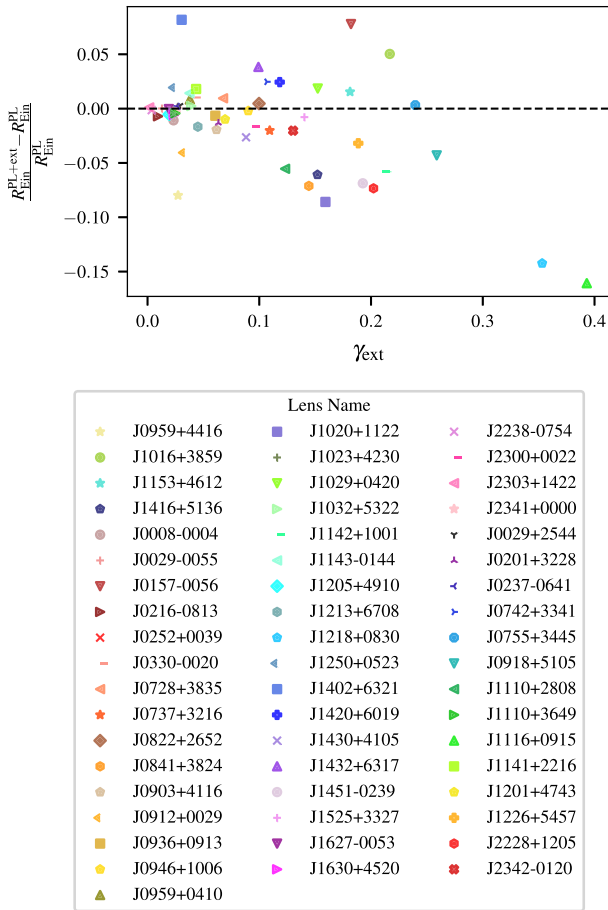 0.05
0.00
−0.05
−0.10
−0.15
R_Ein^PL+ext − R_Ein^PL
R_Ein^PL
0.0 0.1 0.2 0.3 0.4
γext
Lens Name
J0959+4416 J1020+1122 J2238-0754
J1016+3859 J1023+4230 J2300+0022
J1153+4612 J1029+0420 J2303+1422
J1416+5136 J1032+5322 J2341+0000
J0008-0004 J1142+1001 J0029+2544
J0029-0055 J1143-0144 J0201+3228
J0157-0056 J1205+4910 J0237-0641
J0216-0813 J1213+6708 J0742+3341
J0252+0039 J1218+0830 J0755+3445
J0330-0020 J1250+0523 J0918+5105
J0728+3835 J1402+6321 J1110+2808
J0737+3216 J1420+6019 J1110+3649
J0822+2652 J1430+4105 J1116+0915
J0841+3824 J1432+6317 J1141+2216
J0903+4116 J1451-0239 J1201+4743
J0912+0029 J1525+3327 J1226+5457
J0936+0913 J1627-0053 J2228+1205
J0946+1006 J1630+4520 J2342-0120
J0959+0410